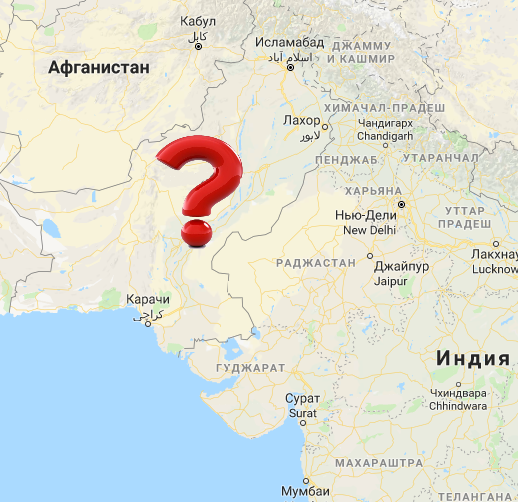 Кабул
کابل
Исламабад
اسلام آباد
ДЖАММУ
И КАШМИР
Афганистан
ХИМАЧАЛ-ПРАДЕШ
Лахор
لاہور
Чандигарх
Chandigarh
ПЕНДЖАБ
УТАРАНЧАЛ
ХАРЬЯНА
Нью-Дели
New Delhi
УТТАР
ПРАДЕШ
Лакхнау
Lucknow
РАДЖАСТАН
Джайпур
Jaipur
Карачи
کراچی
Индия
ГУДЖАРАТ
Чхиндвара
Chhindwara
Сурат
Surat
МАХАРАШТРА
Мумбаи
ТЕЛАНГАНА